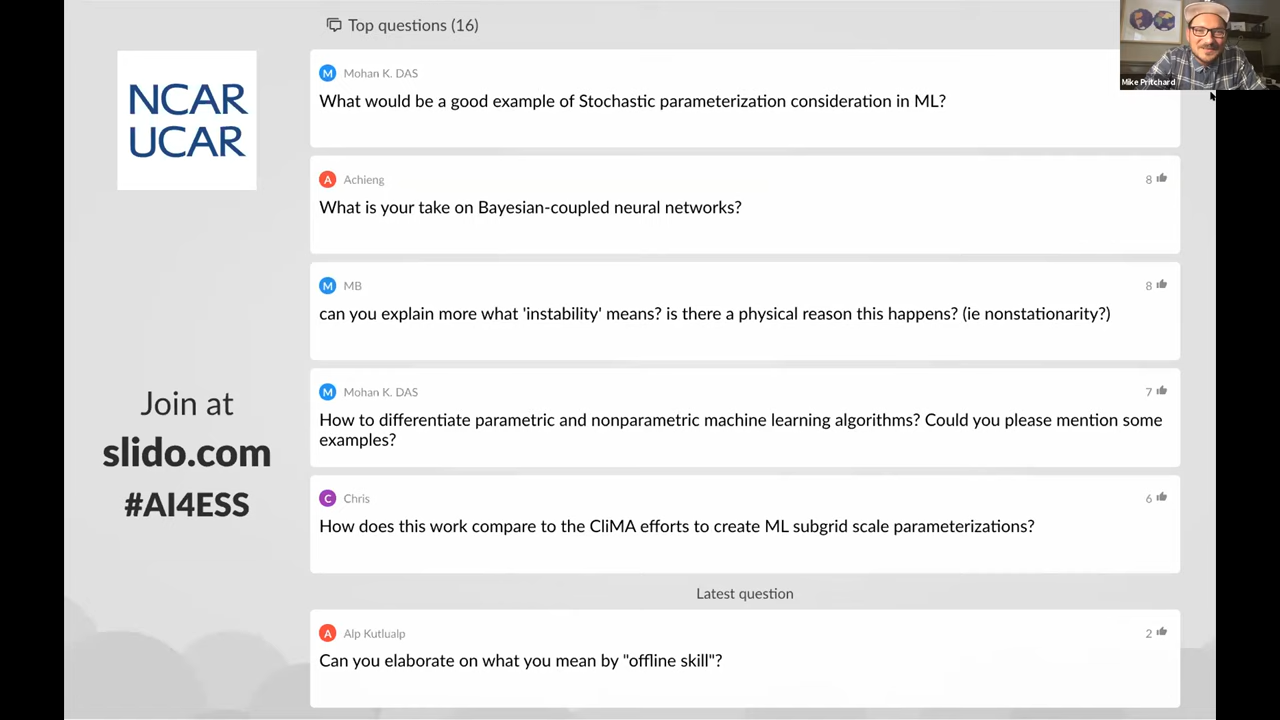 Top questions (16)
Mike Pritchard
NCAR
UCAR
M Mohan K. DAS
What would be a good example of Stochastic parameterization consideration in ML?
A Achieng 8
What is your take on Bayesian-coupled neural networks?
M MB 8
can you explain more what 'instability' means? is there a physical reason this happens? (ie nonstationarity?)
M Mohan K. DAS 7
How to differentiate parametric and nonparametric machine learning algorithms? Could you please mention some
examples?
Join at
slido.com
#AI4ESS
C Chris 6
How does this work compare to the CliMA efforts to create ML subgrid scale parameterizations?
Latest question
A Alp Kutlualp 2
Can you elaborate on what you mean by "offline skill"?